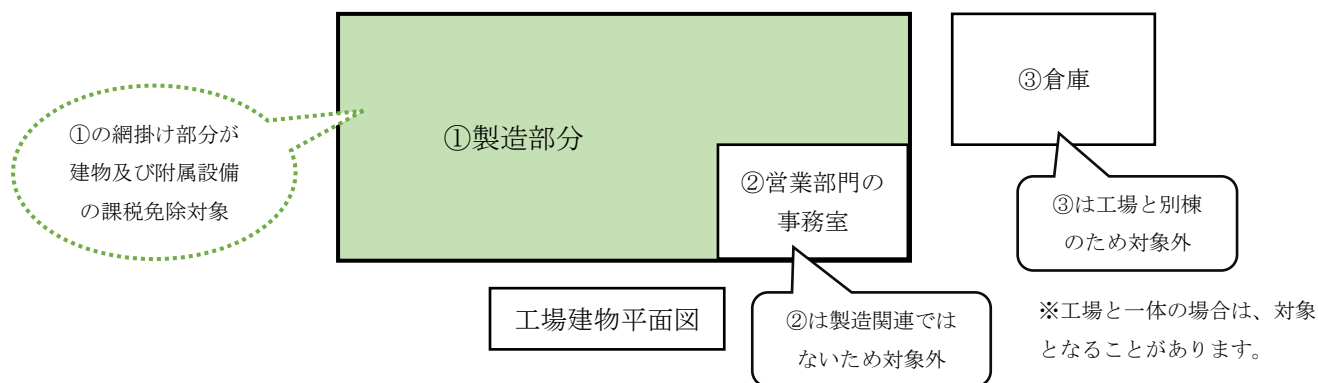 ①の網掛け部分が
建物及び附属設備
の課税免除対象
①製造部分
②営業部門の
事務室
③倉庫
③は工場と別棟
のため対象外
工場建物平面図
②は製造関連では
ないため対象外
※工場と一体の場合は、対象
となることがあります。